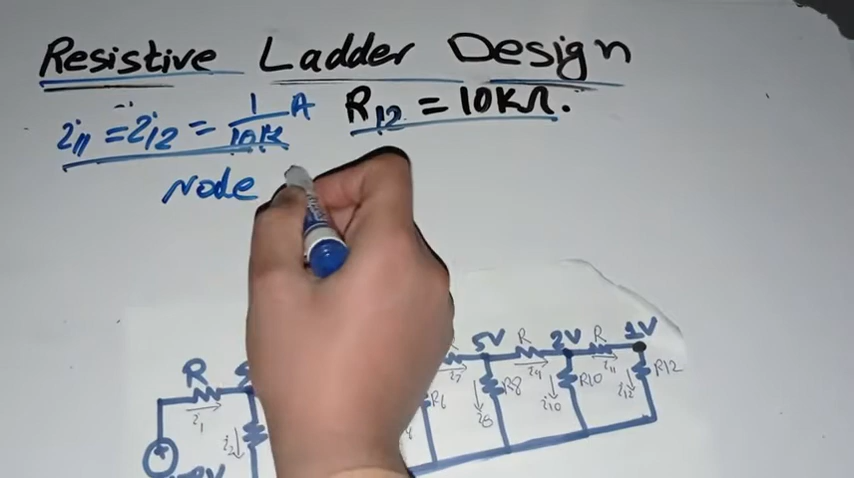 Resistive Ladder Design
i11 = i12 = 1/10k A
R12 = 10KΩ.
Node
5V R 2V R 1V
R i7 i9 i11 R12
R6 R8 R10 i12
i1 i2 i8 i10